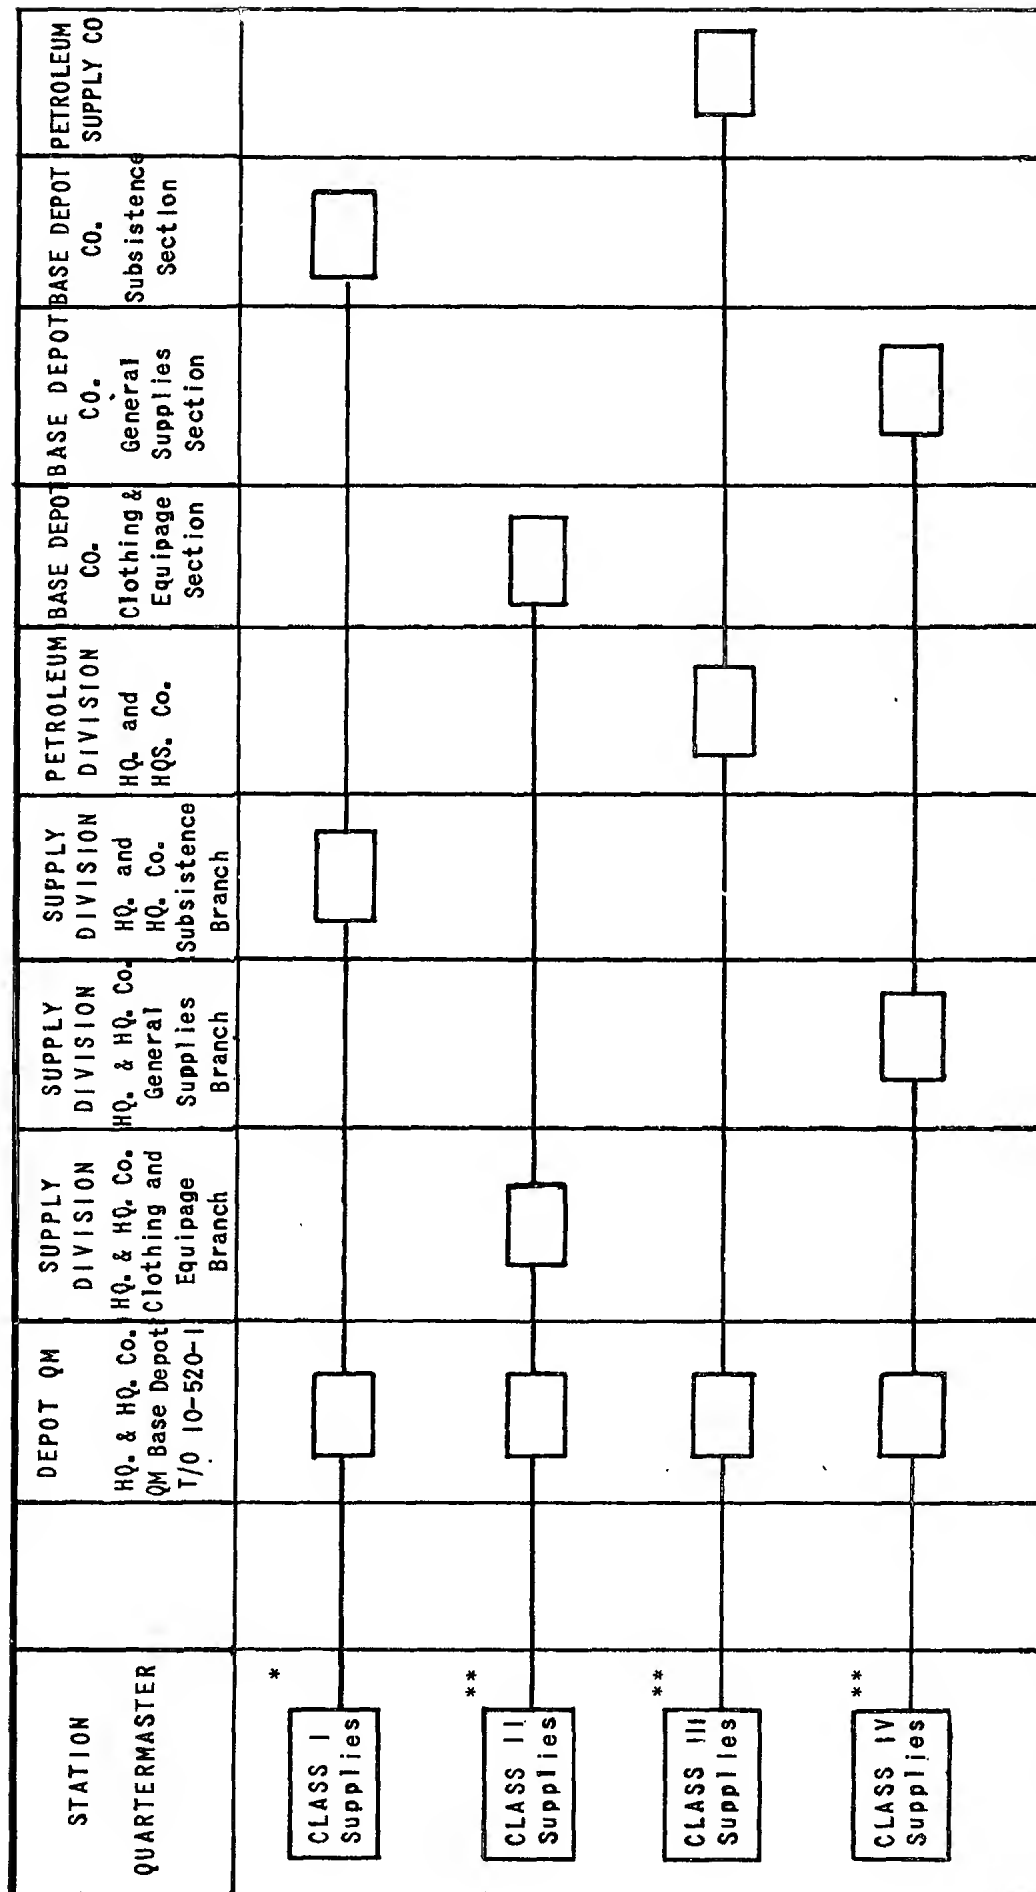 STATION
QUARTERMASTER
DEPOT QM
HQ. & HQ. Co.
QM Base Depot
T/O 10-520-1
SUPPLY
DIVISION
HQ. & HQ. Co.
Clothing and
Equipage
Branch
SUPPLY
DIVISION
HQ. & HQ. Co.
General
Supplies
Branch
SUPPLY
DIVISION
HQ. and
HQ. Co.
Subsistence
Branch
PETROLEUM
DIVISION
HQ. and
HQS. Co.
BASE DEPOT
CO.
Clothing &
Equipage
Section
BASE DEPOT
CO.
General
Supplies
Section
BASE DEPOT
CO.
Subsistence
Section
PETROLEUM
SUPPLY CO
*
CLASS I
Supplies
**
CLASS II
Supplies
**
CLASS III
Supplies
**
CLASS IV
Supplies